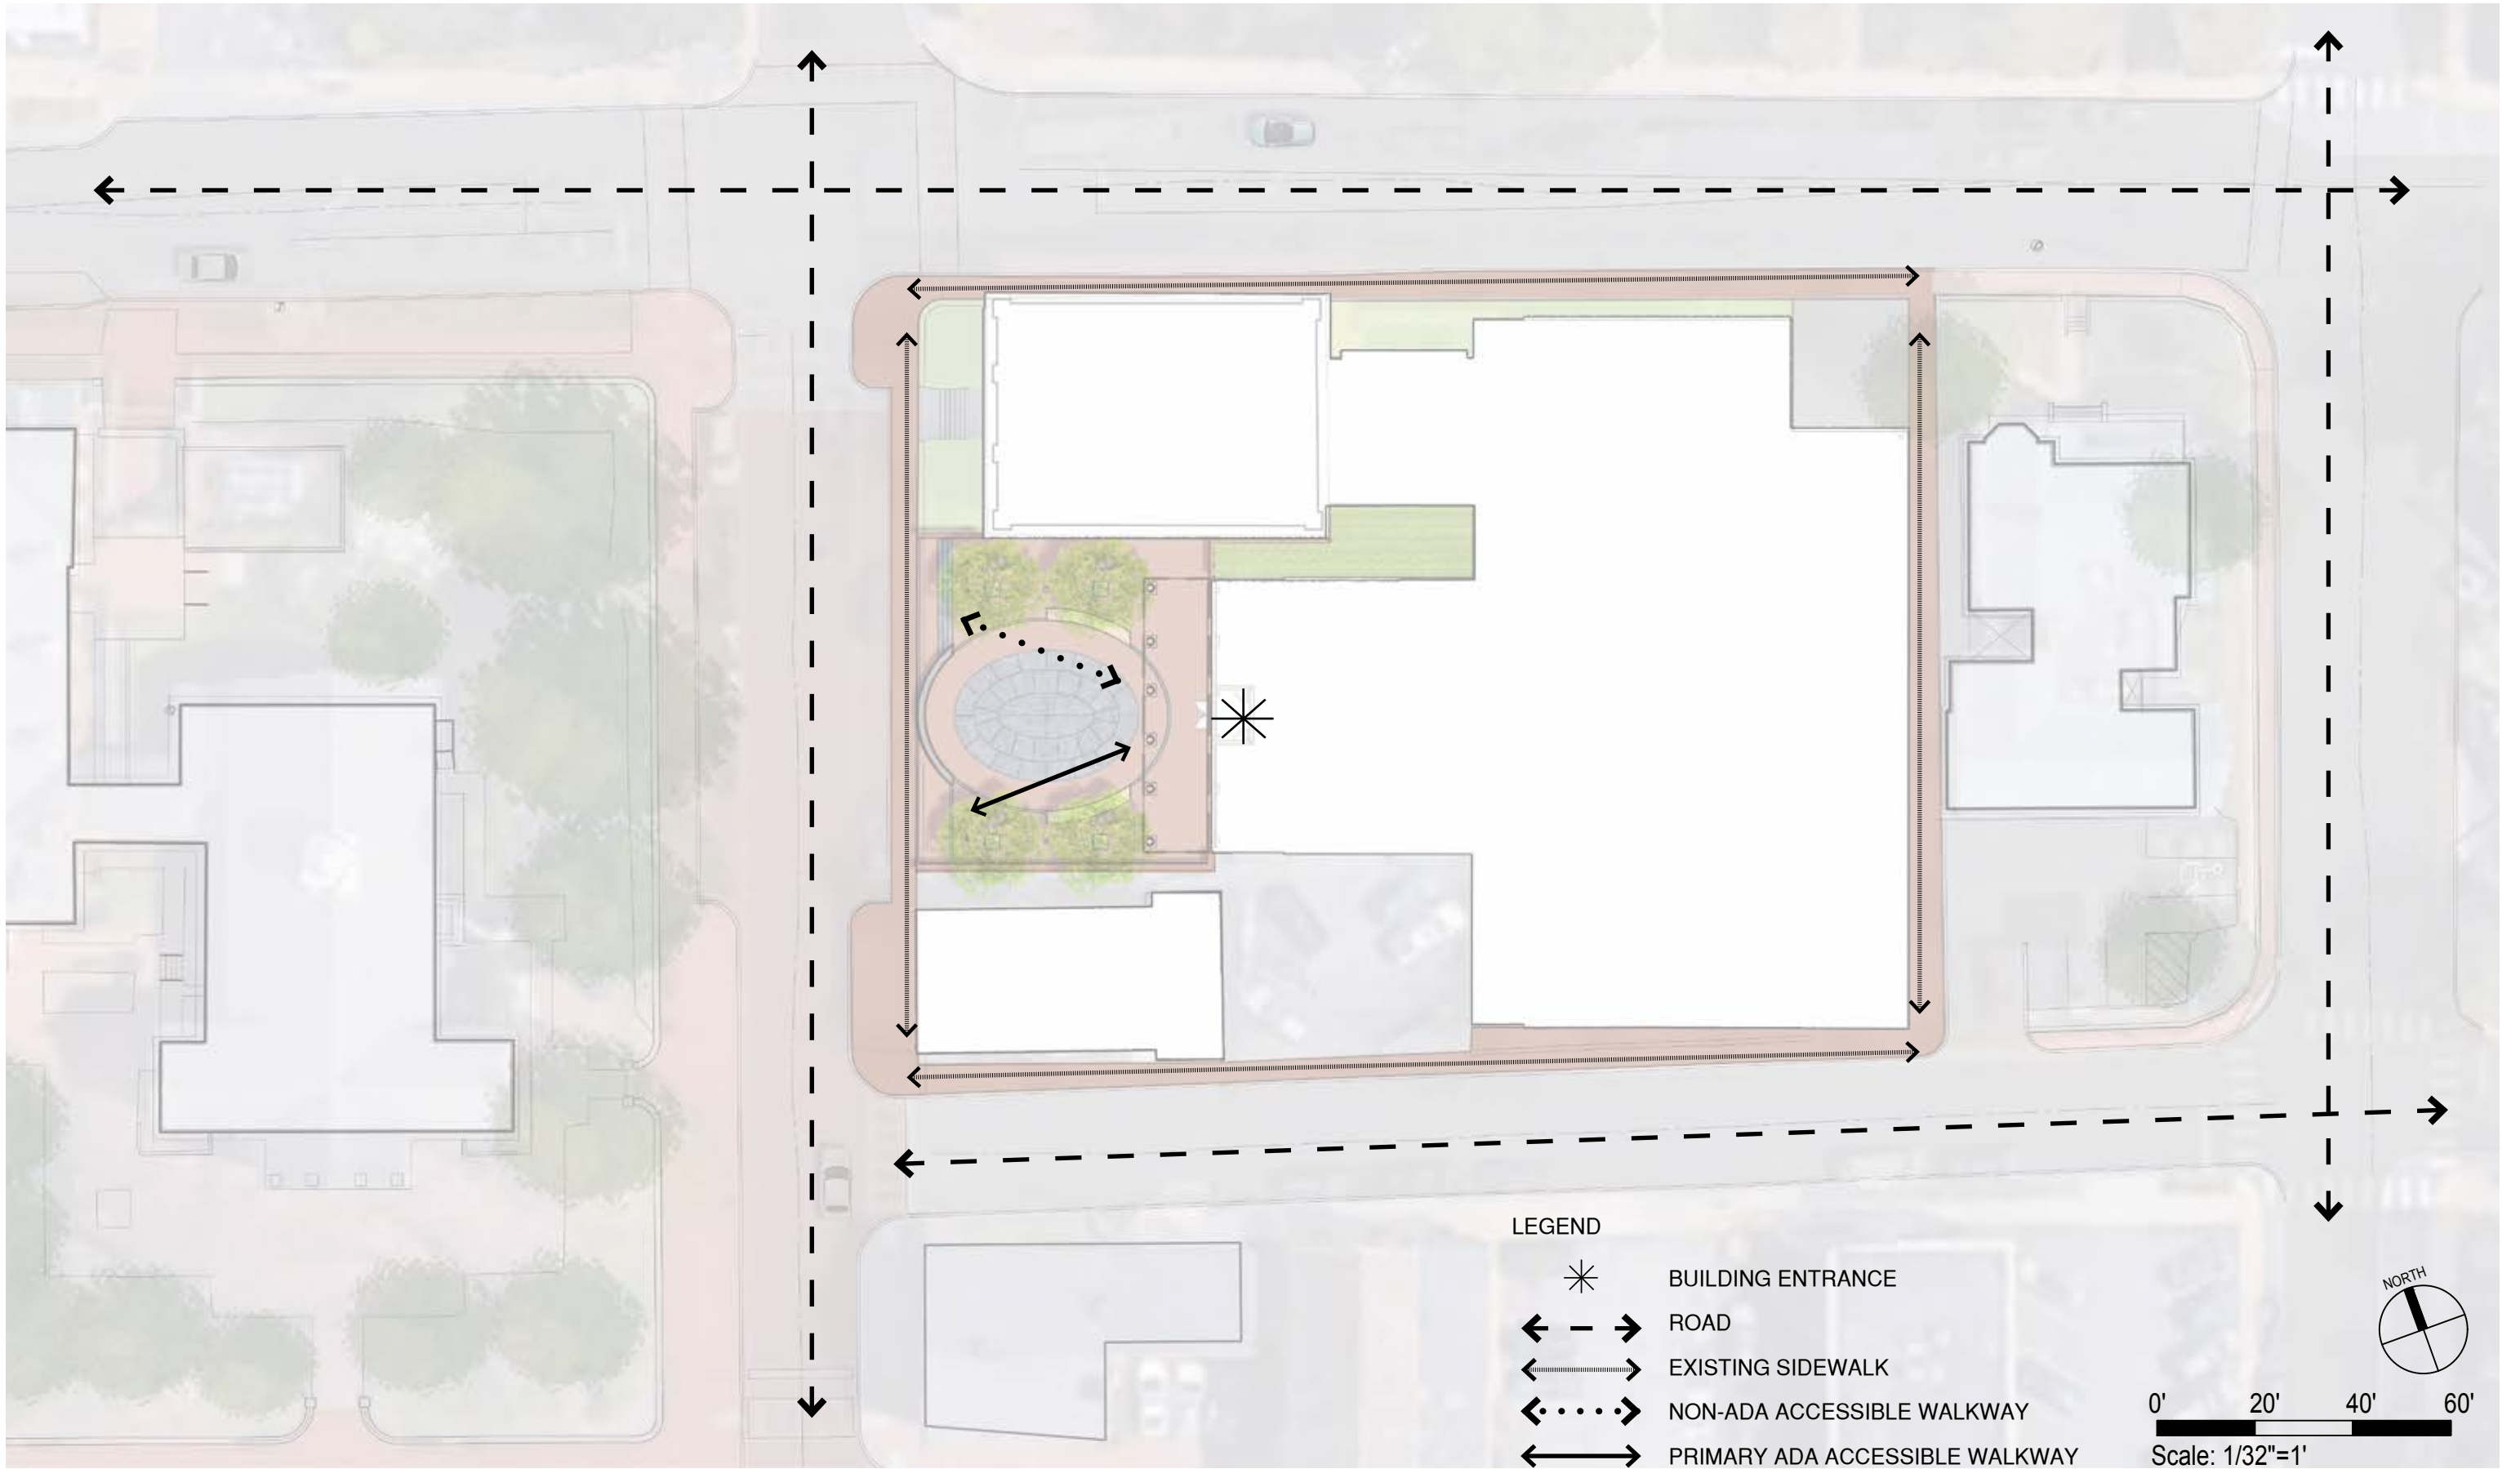 LEGEND
BUILDING ENTRANCE
ROAD
EXISTING SIDEWALK
NON-ADA ACCESSIBLE WALKWAY
PRIMARY ADA ACCESSIBLE WALKWAY
NORTH
0' 20' 40' 60'
Scale: 1/32"=1'